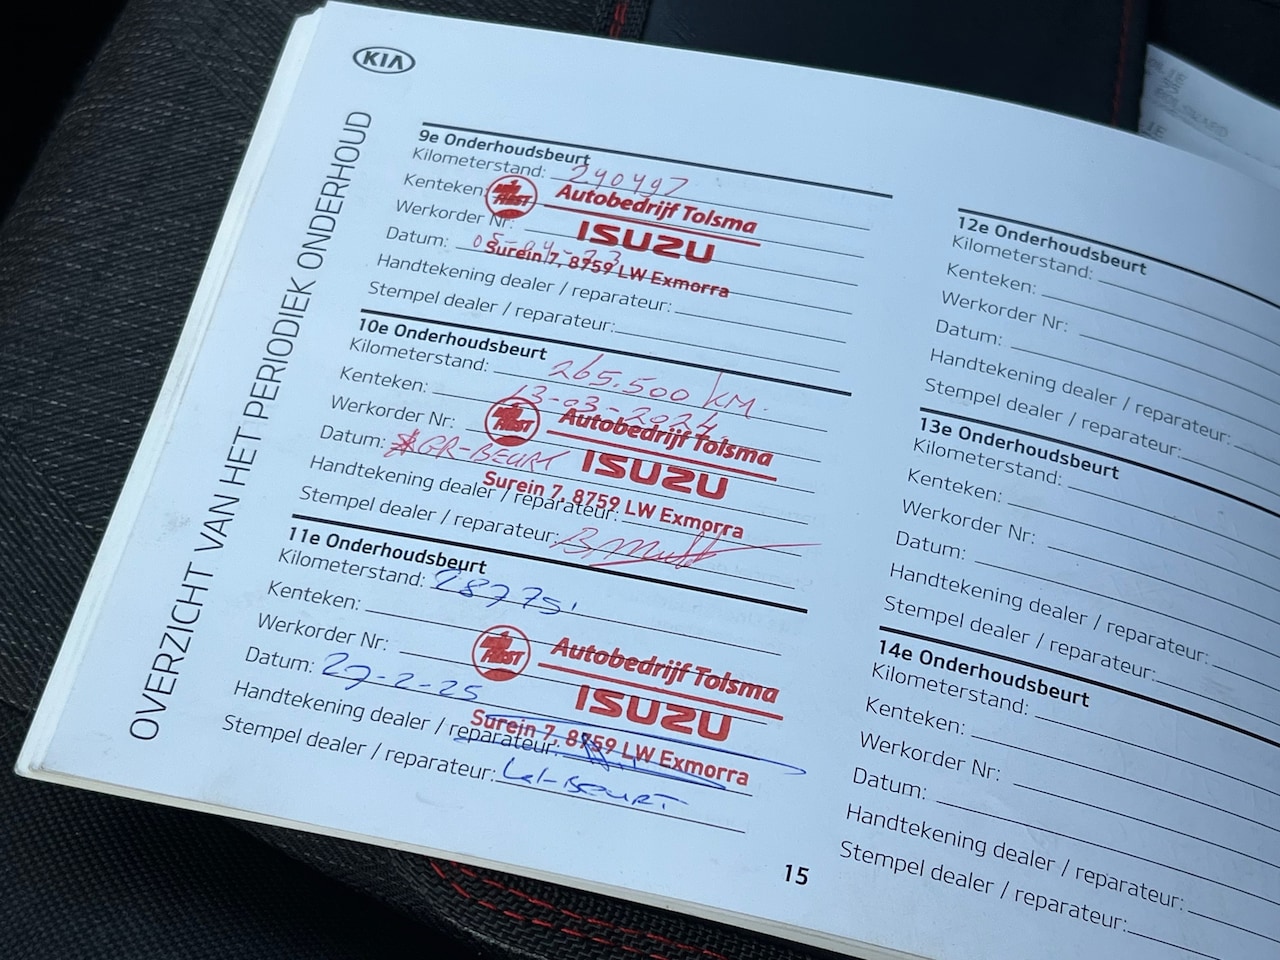 KIA
OVERZICHT VAN HET PERIODIEK ONDERHOUD
9e Onderhoudsbeurt
Kilometerstand: 240497
Kenteken:
Autobedrijf Tolsma
Werkorder Nr:
ISUZU
Datum: 05-04-23
Surein 7, 8759 LW Exmorra
Handtekening dealer / reparateur:
Stempel dealer / reparateur:
10e Onderhoudsbeurt
Kilometerstand: 265.500 KM.
Kenteken: 13-03-2024
Werkorder Nr:
Autobedrijf Tolsma
Datum: GR-BEURT
ISUZU
Handtekening dealer / reparateur:
Surein 7, 8759 LW Exmorra
Stempel dealer / reparateur:
11e Onderhoudsbeurt
Kilometerstand: 28775
Kenteken:
Werkorder Nr:
Autobedrijf Tolsma
Datum: 27-2-25
ISUZU
Handtekening dealer / reparateur:
Surein 7, 8759 LW Exmorra
Stempel dealer / reparateur:
12e Onderhoudsbeurt
Kilometerstand:
Kenteken:
Werkorder Nr:
Datum:
Handtekening dealer / reparateur:
Stempel dealer / reparateur:
13e Onderhoudsbeurt
Kilometerstand:
Kenteken:
Werkorder Nr:
Datum:
Handtekening dealer / reparateur:
Stempel dealer / reparateur:
14e Onderhoudsbeurt
Kilometerstand:
Kenteken:
Werkorder Nr:
Datum:
Handtekening dealer / reparateur:
Stempel dealer / reparateur:
15